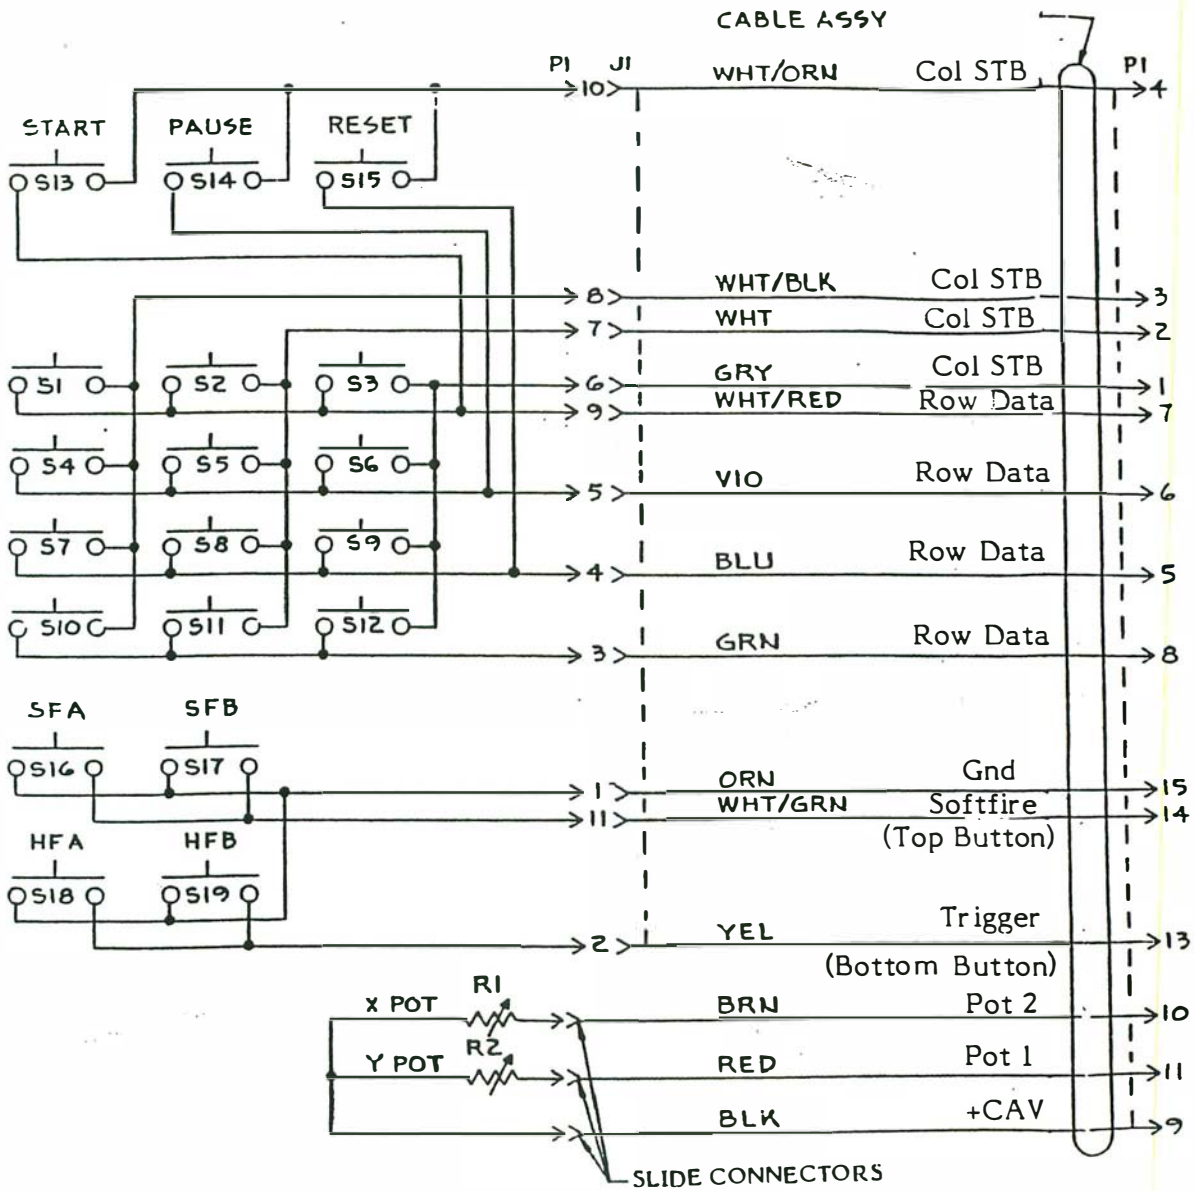 CABLE ASSY
P1 J1 P1
10 WHT/ORN Col STB 4
START PAUSE RESET
S13 S14 S15
8 WHT/BLK Col STB 3
7 WHT Col STB 2
S1 S2 S3 6 GRY Col STB 1
9 WHT/RED Row Data 7
S4 S5 S6
5 VIO Row Data 6
S7 S8 S9
4 BLU Row Data 5
S10 S11 S12
3 GRN Row Data 8
SFA SFB
S16 S17
1 ORN Gnd 15
11 WHT/GRN Softfire 14
(Top Button)
HFA HFB
S18 S19
2 YEL Trigger 13
(Bottom Button)
X POT R1 BRN Pot 2 10
Y POT R2 RED Pot 1 11
BLK +CAV 9
SLIDE CONNECTORS